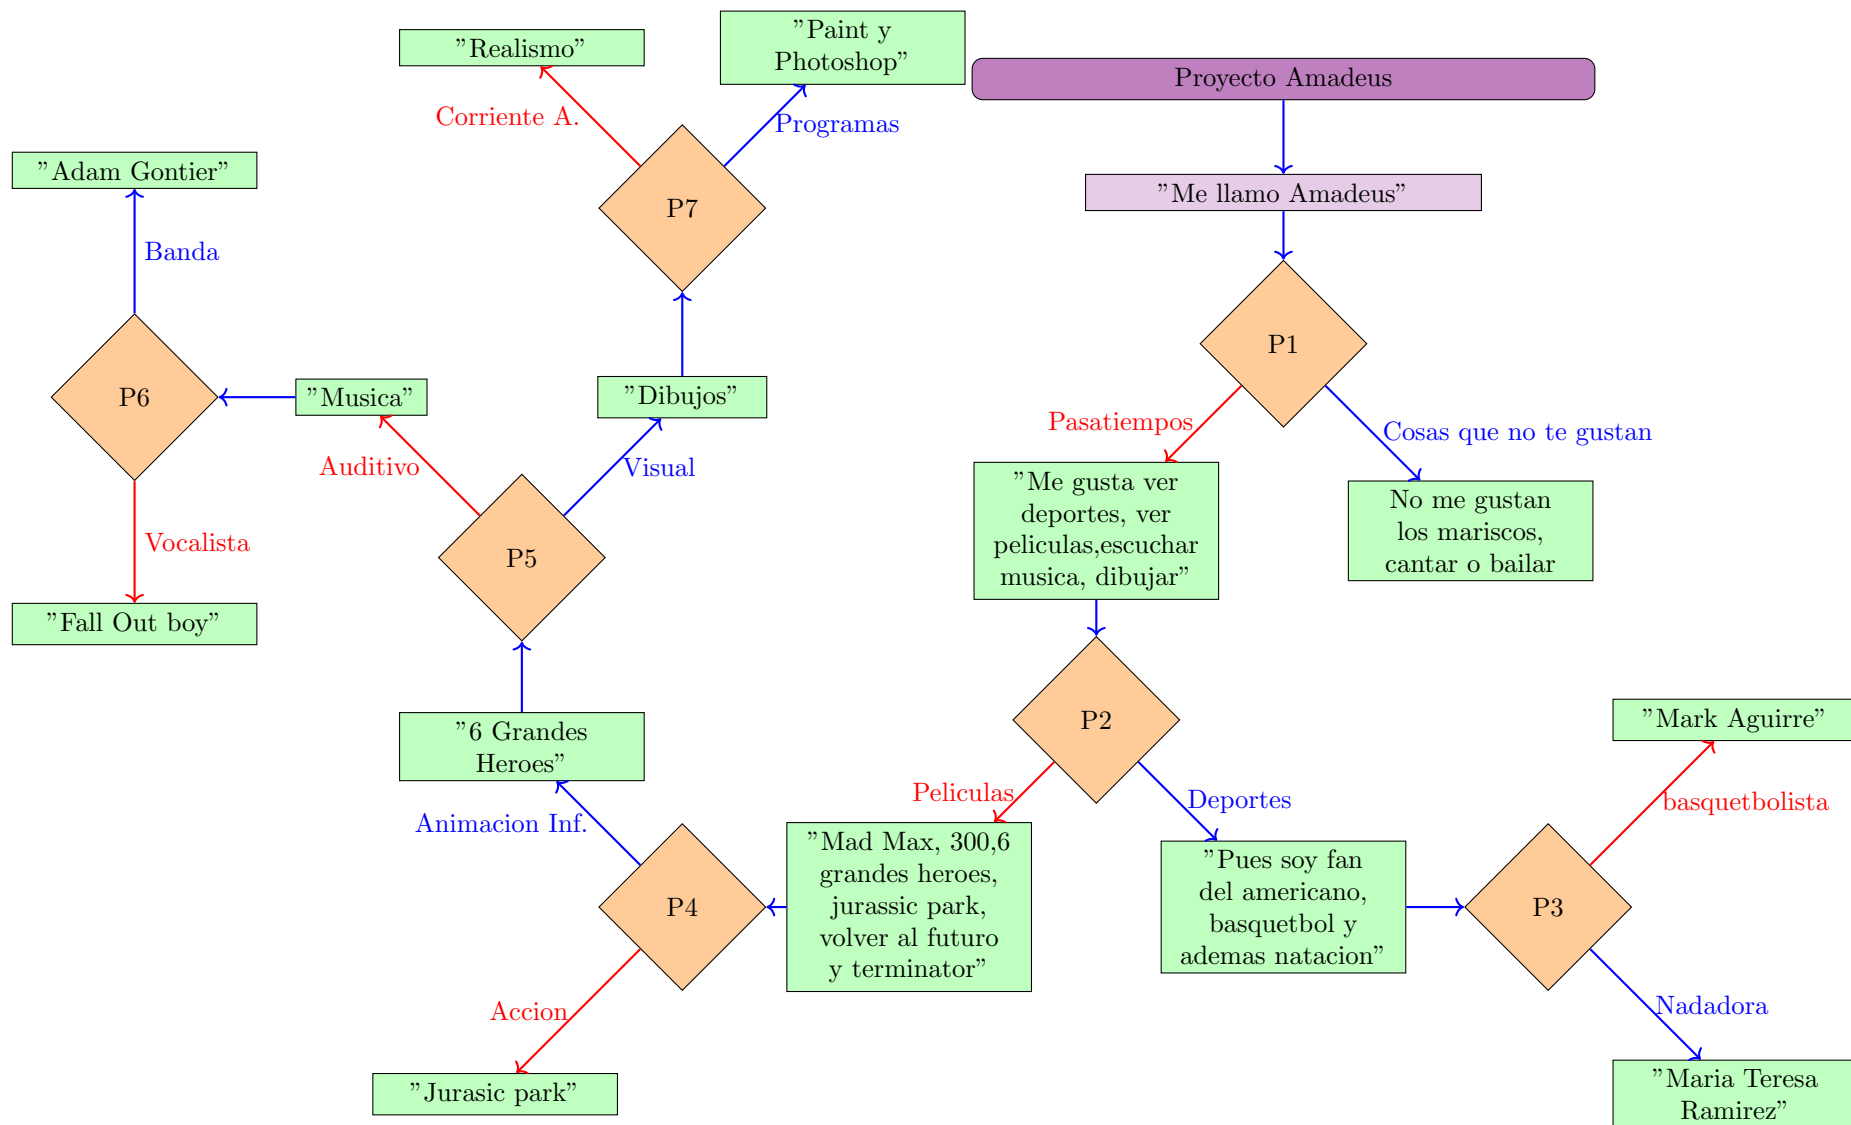 Proyecto Amadeus
"Me llamo Amadeus"
P1
Pasatiempos
Cosas que no te gustan
"Me gusta ver
deportes, ver
peliculas,escuchar
musica, dibujar"
No me gustan
los mariscos,
cantar o bailar
P2
Peliculas
Deportes
"Mad Max, 300,6
grandes heroes,
jurassic park,
volver al futuro
y terminator"
"Pues soy fan
del americano,
basquetbol y
ademas natacion"
P3
basquetbolista
"Mark Aguirre"
Nadadora
"Maria Teresa
Ramirez"
P4
Animacion Inf.
Accion
"Jurasic park"
"6 Grandes
Heroes"
P5
Auditivo
Visual
"Musica"
"Dibujos"
P6
Banda
"Adam Gontier"
Vocalista
"Fall Out boy"
P7
Corriente A.
"Realismo"
Programas
"Paint y
Photoshop"